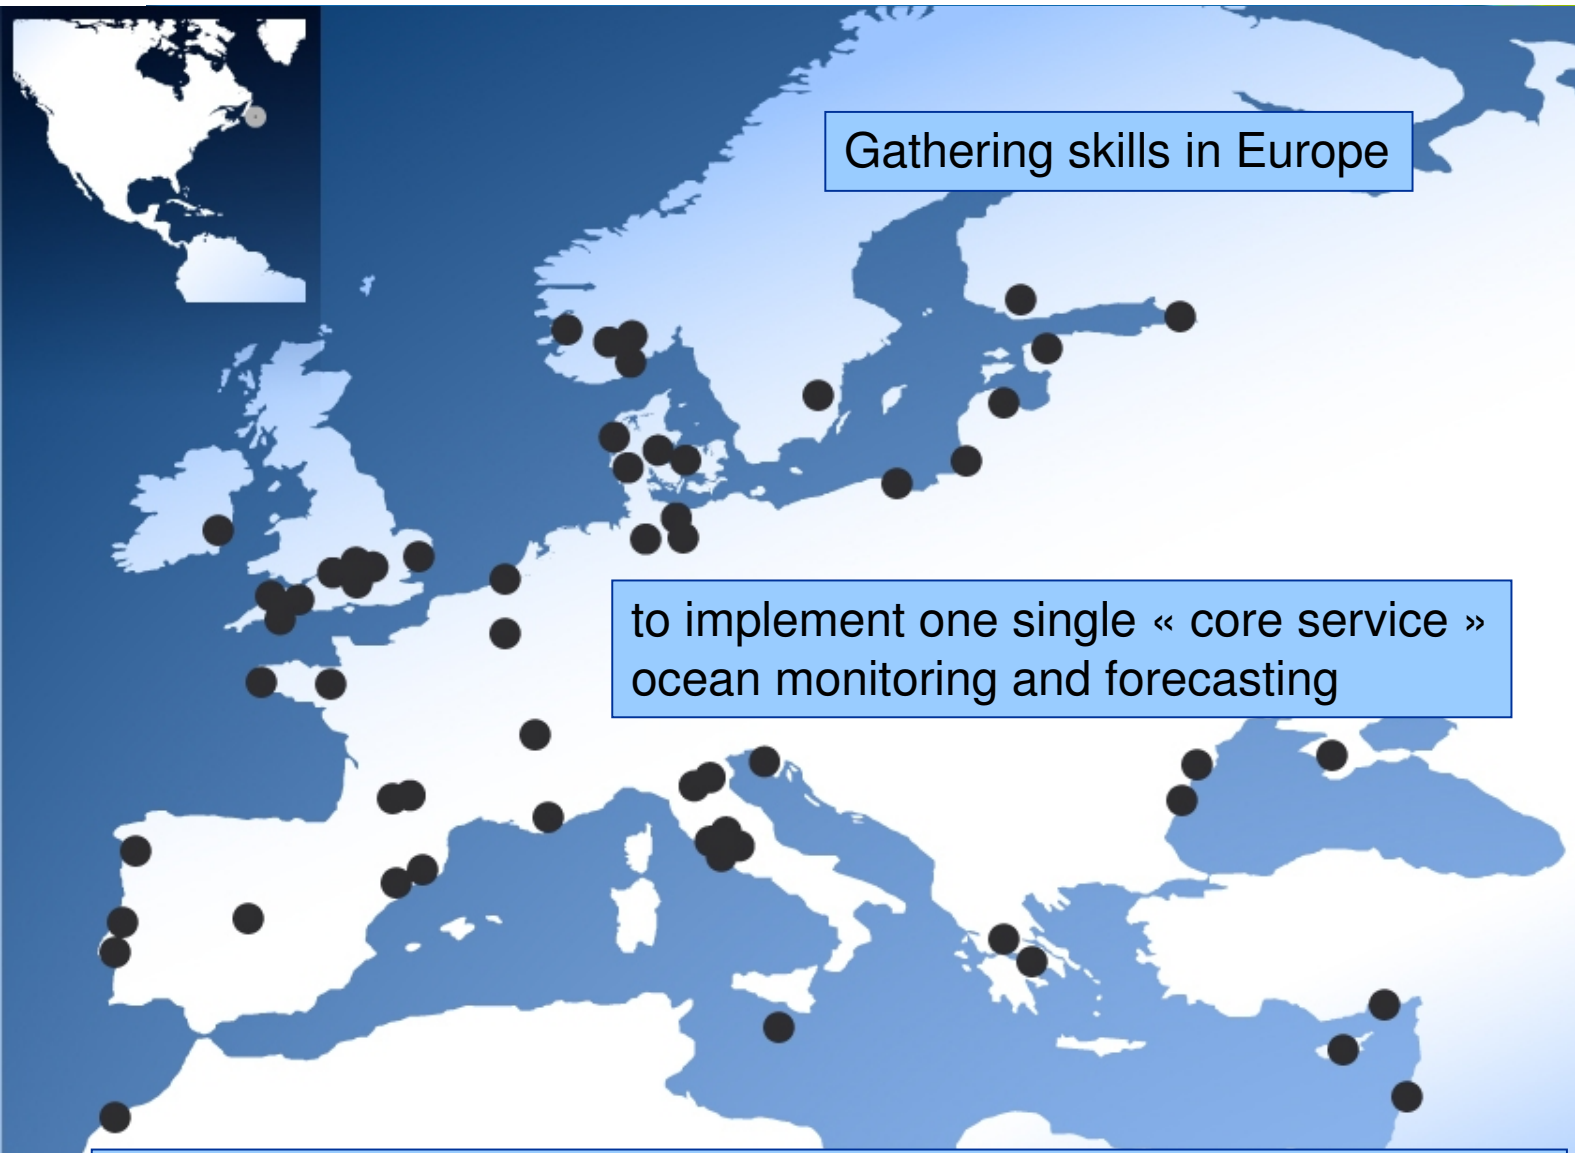 Gathering skills in Europe
to implement one single « core service »
ocean monitoring and forecasting